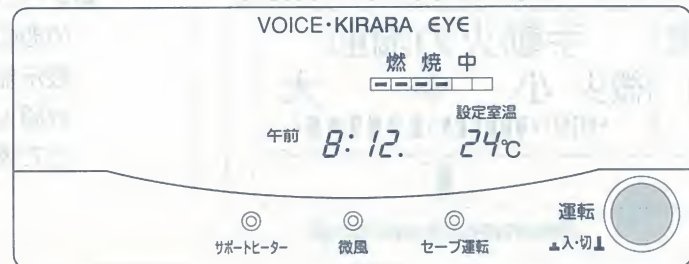 VOICE・KIRARA EYE
燃焼中
設定室温
午前 8:12. 24℃
運転
サポートヒーター 微風 セーブ運転 入・切